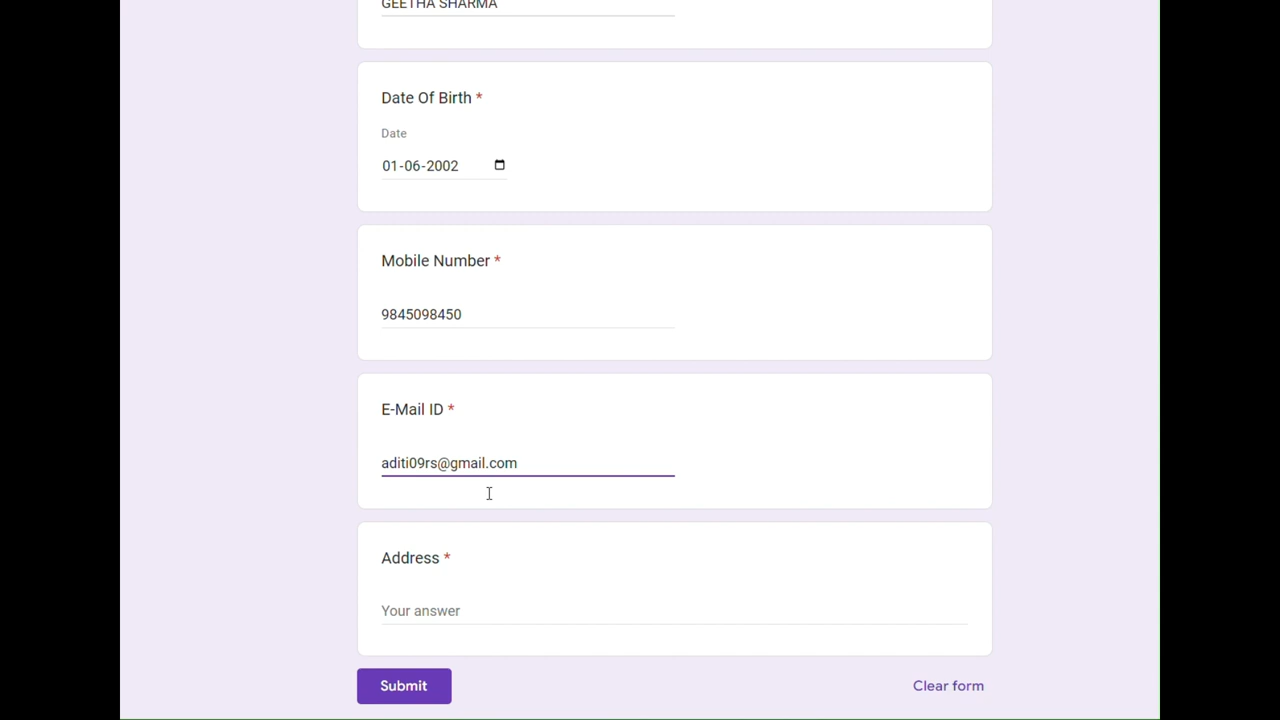 GEETHA SHARMA
Date Of Birth *
Date
01-06-2002
Mobile Number *
9845098450
E-Mail ID *
aditi09rs@gmail.com
Address *
Your answer
Submit
Clear form